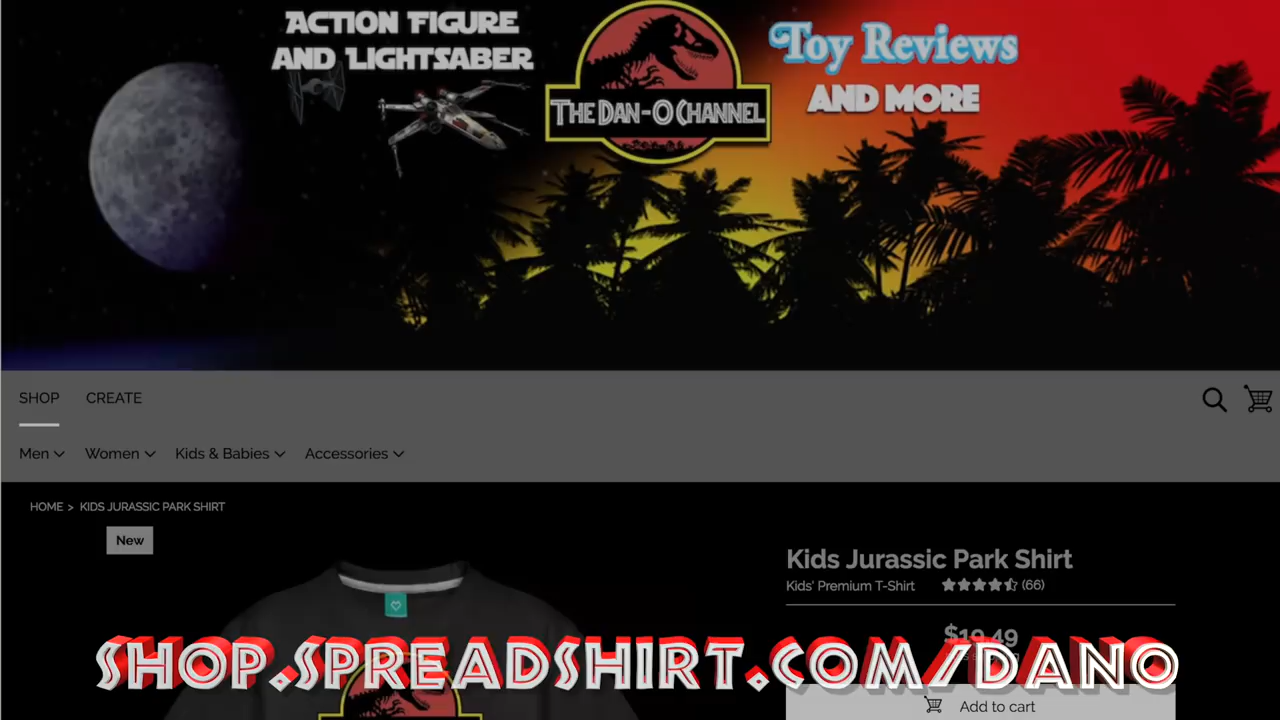 ACTION FIGURE
AND LIGHTSABER
THE DAN-O CHANNEL
Toy Reviews
AND MORE
SHOP
CREATE
Men
Women
Kids & Babies
Accessories
HOME > KIDS JURASSIC PARK SHIRT
New
Kids Jurassic Park Shirt
Kids' Premium T-Shirt
(66)
$19.49
SHOP.SPREADSHIRT.COM/DANO
Add to cart